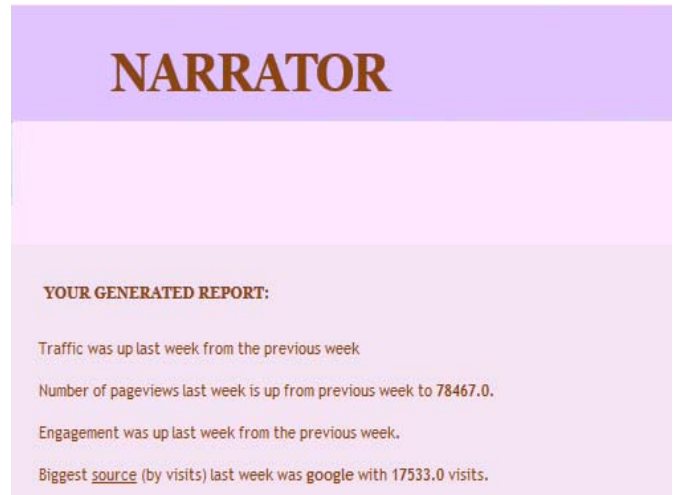 NARRATOR
YOUR GENERATED REPORT:
Traffic was up last week from the previous week
Number of pageviews last week is up from previous week to 78467.0.
Engagement was up last week from the previous week.
Biggest source (by visits) last week was google with 17533.0 visits.